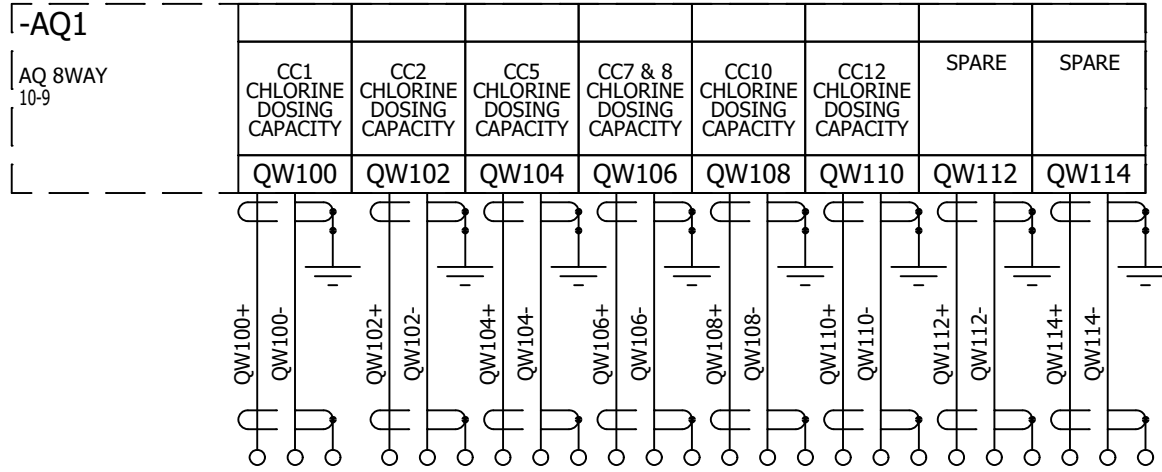 -AQ1
AQ 8WAY
10-9
CC1
CHLORINE
DOSING
CAPACITY
CC2
CHLORINE
DOSING
CAPACITY
CC5
CHLORINE
DOSING
CAPACITY
CC7 & 8
CHLORINE
DOSING
CAPACITY
CC10
CHLORINE
DOSING
CAPACITY
CC12
CHLORINE
DOSING
CAPACITY
SPARE
SPARE
QW100 QW102 QW104 QW106 QW108 QW110 QW112 QW114
QW100+
QW100-
QW102+
QW102-
QW104+
QW104-
QW106+
QW106-
QW108+
QW108-
QW110+
QW110-
QW112+
QW112-
QW114+
QW114-